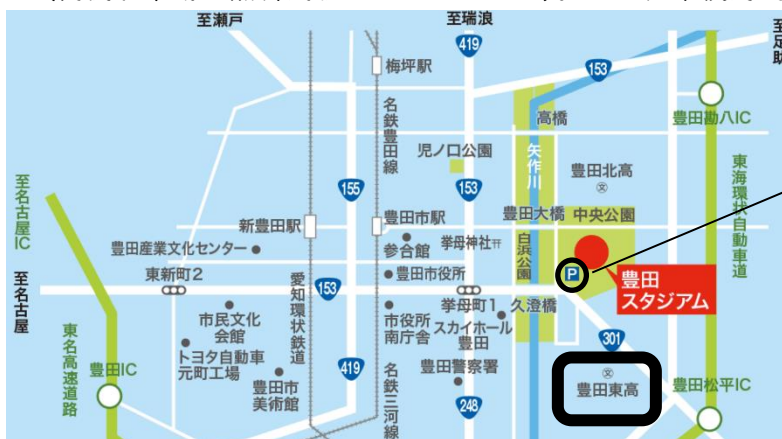 至瀬戸
至瑞浪
至足助
419
153
梅坪駅
高橋
豊田勘八IC
名鉄豊田線
児ノ口公園
矢作川
豊田北高
文
東海環状自動車道
至名古屋IC
155
153
新豊田駅
豊田市駅
豊田大橋
中央公園
豊田産業文化センター
参合館
挙母神社
白浜公園
東新町2
豊田市役所
P
豊田
スタジアム
至名古屋
153
愛知環状鉄道
挙母町1
久澄橋
市民文化
会館
市役所
南庁舎
スカイホール
豊田
301
東名高速道路
トヨタ自動車
元町工場
419
豊田警察署
文
豊田東高
豊田IC
豊田市
美術館
名鉄三河線
248
豊田松平IC